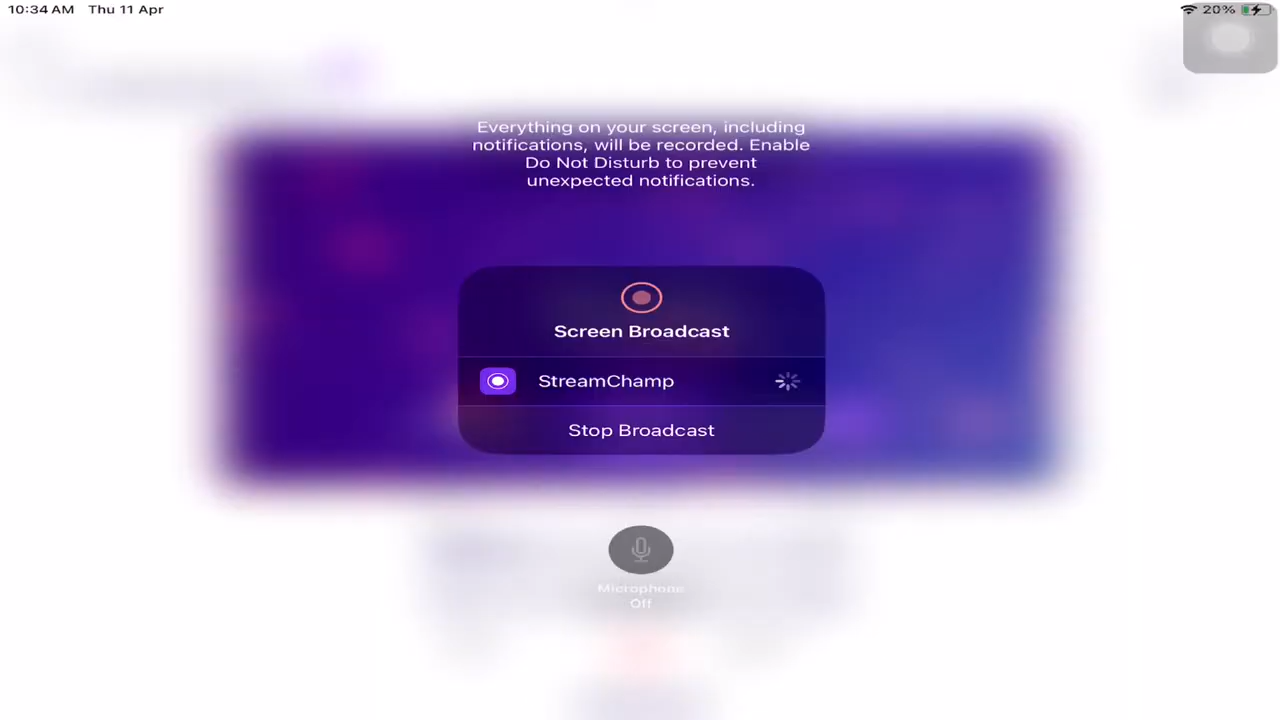 10:34 AM Thu 11 Apr
20%
Everything on your screen, including
notifications, will be recorded. Enable
Do Not Disturb to prevent
unexpected notifications.
Screen Broadcast
StreamChamp
Stop Broadcast
Microphone
Off